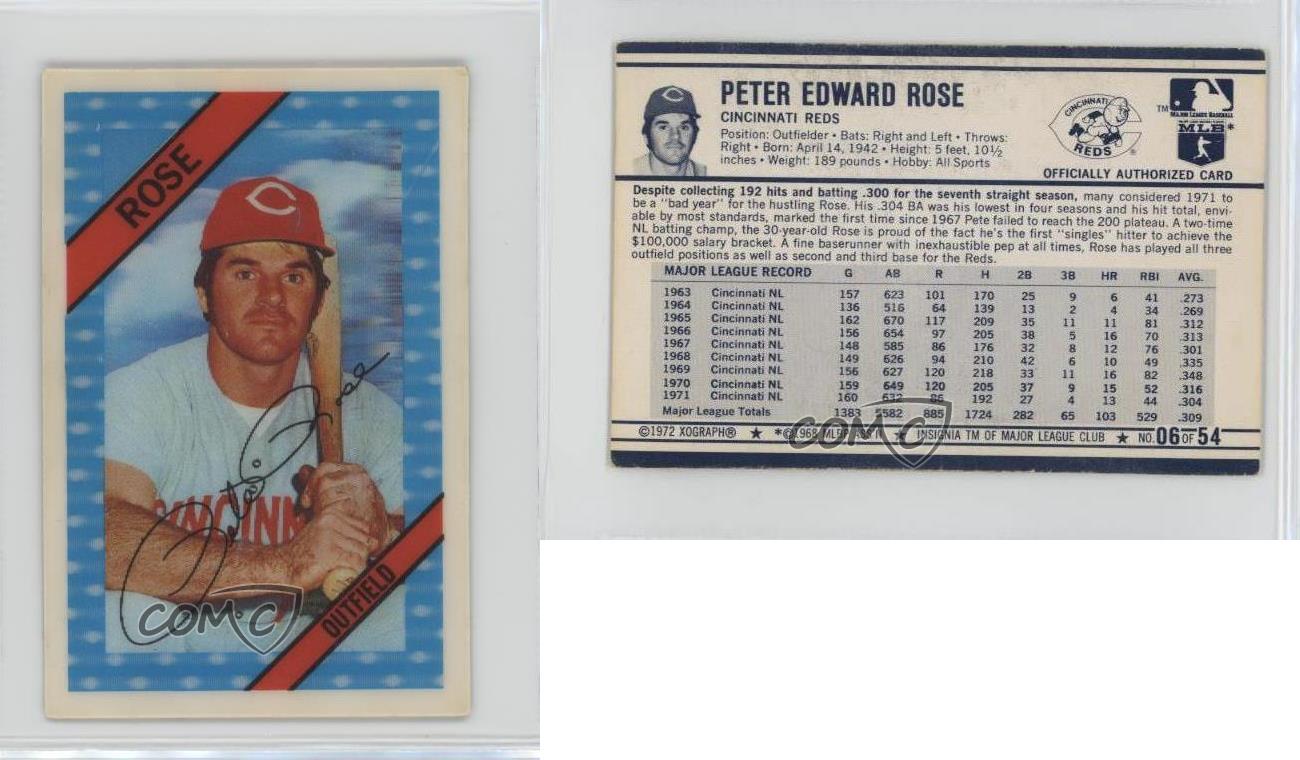 ROSE
C
CINCINN
Pete Rose
OUTFIELD
COMC
PETER EDWARD ROSE
CINCINNATI REDS
Position: Outfielder • Bats: Right and Left • Throws:
Right • Born: April 14, 1942 • Height: 5 feet, 10½
inches • Weight: 189 pounds • Hobby: All Sports
CINCINNATI
REDS ®
TM
MAJOR LEAGUE BASEBALL
MLB*
OFFICIALLY AUTHORIZED CARD
Despite collecting 192 hits and batting .300 for the seventh straight season, many considered 1971 to
be a "bad year" for the hustling Rose. His .304 BA was his lowest in four seasons and his hit total, envi-
able by most standards, marked the first time since 1967 Pete failed to reach the 200 plateau. A two-time
NL batting champ, the 30-year-old Rose is proud of the fact he's the first "singles" hitter to achieve the
$100,000 salary bracket. A fine baserunner with inexhaustible pep at all times, Rose has played all three
outfield positions as well as second and third base for the Reds.
MAJOR LEAGUE RECORD G AB R H 2B 3B HR RBI AVG.
1963 Cincinnati NL 157 623 101 170 25 9 6 41 .273
1964 Cincinnati NL 136 516 64 139 13 2 4 34 .269
1965 Cincinnati NL 162 670 117 209 35 11 11 81 .312
1966 Cincinnati NL 156 654 97 205 38 5 16 70 .313
1967 Cincinnati NL 148 585 86 176 32 8 12 76 .301
1968 Cincinnati NL 149 626 94 210 42 6 10 49 .335
1969 Cincinnati NL 156 627 120 218 33 11 16 82 .348
1970 Cincinnati NL 159 649 120 205 37 9 15 52 .316
1971 Cincinnati NL 160 632 86 192 27 4 13 44 .304
Major League Totals 1383 5582 885 1724 282 65 103 529 .309
©1972 XOGRAPH® ★ *©1968 MLBP ASS'N ★ INSIGNIA TM OF MAJOR LEAGUE CLUB ★ NO. 06 OF 54
COMC